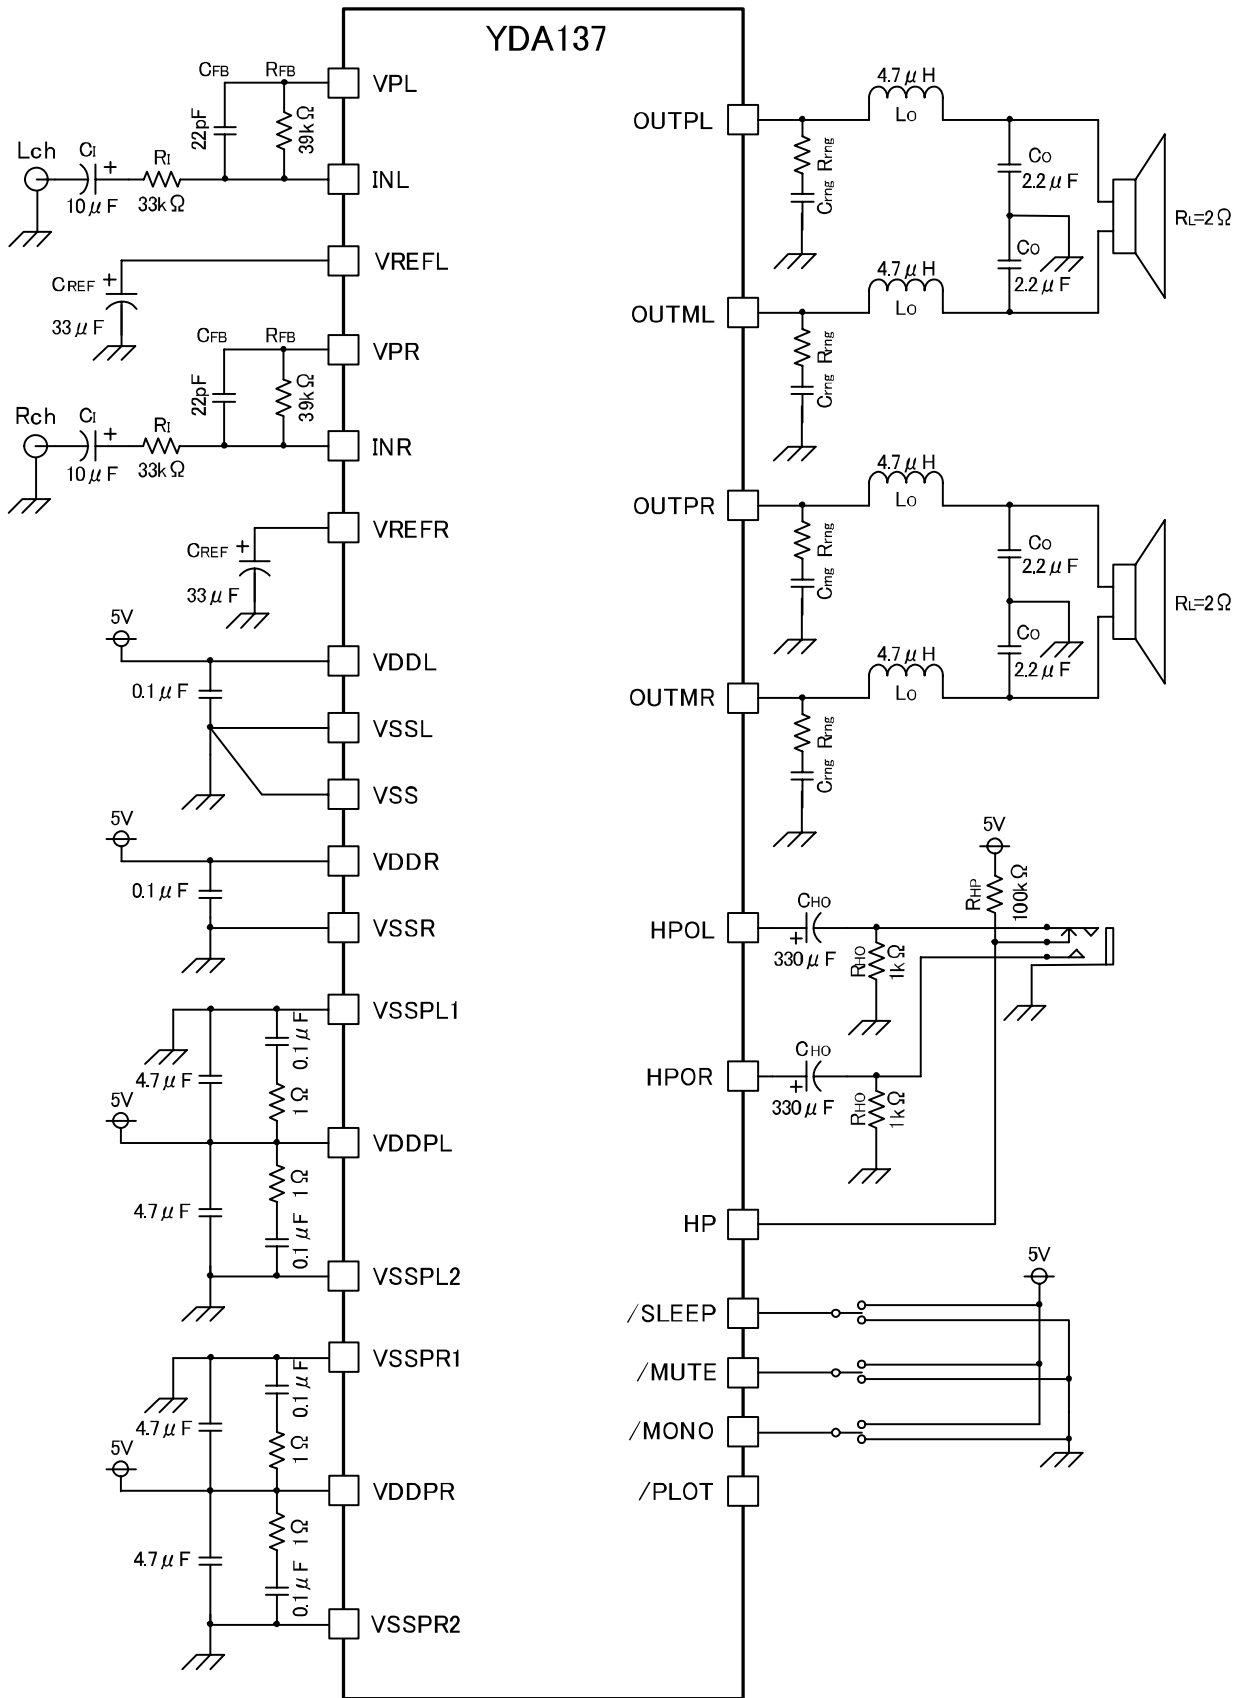 YDA137
CFB
RFB
VPL
22pF
39kΩ
Lch
CI
+
RI
INL
10μF
33kΩ
VREFL
CREF
+
33μF
CFB
RFB
VPR
22pF
39kΩ
Rch
CI
+
RI
INR
10μF
33kΩ
VREFR
CREF
+
33μF
5V
VDDL
0.1μF
VSSL
VSS
5V
VDDR
0.1μF
VSSR
VSSPL1
0.1μF
4.7μF
1Ω
5V
VDDPL
1Ω
4.7μF
0.1μF
VSSPL2
VSSPR1
0.1μF
4.7μF
1Ω
5V
VDDPR
1Ω
4.7μF
0.1μF
VSSPR2
4.7μH
OUTPL
LO
Rrng
Crng
CO
2.2μF
RL=2Ω
CO
2.2μF
4.7μH
OUTML
LO
Rrng
Crng
4.7μH
OUTPR
LO
Rrng
Crng
CO
2.2μF
RL=2Ω
CO
2.2μF
4.7μH
OUTMR
LO
Rrng
Crng
5V
RHP
100kΩ
CHO
HPOL
+
330μF
RHO
1kΩ
CHO
HPOR
+
330μF
RHO
1kΩ
HP
5V
/SLEEP
/MUTE
/MONO
/PLOT